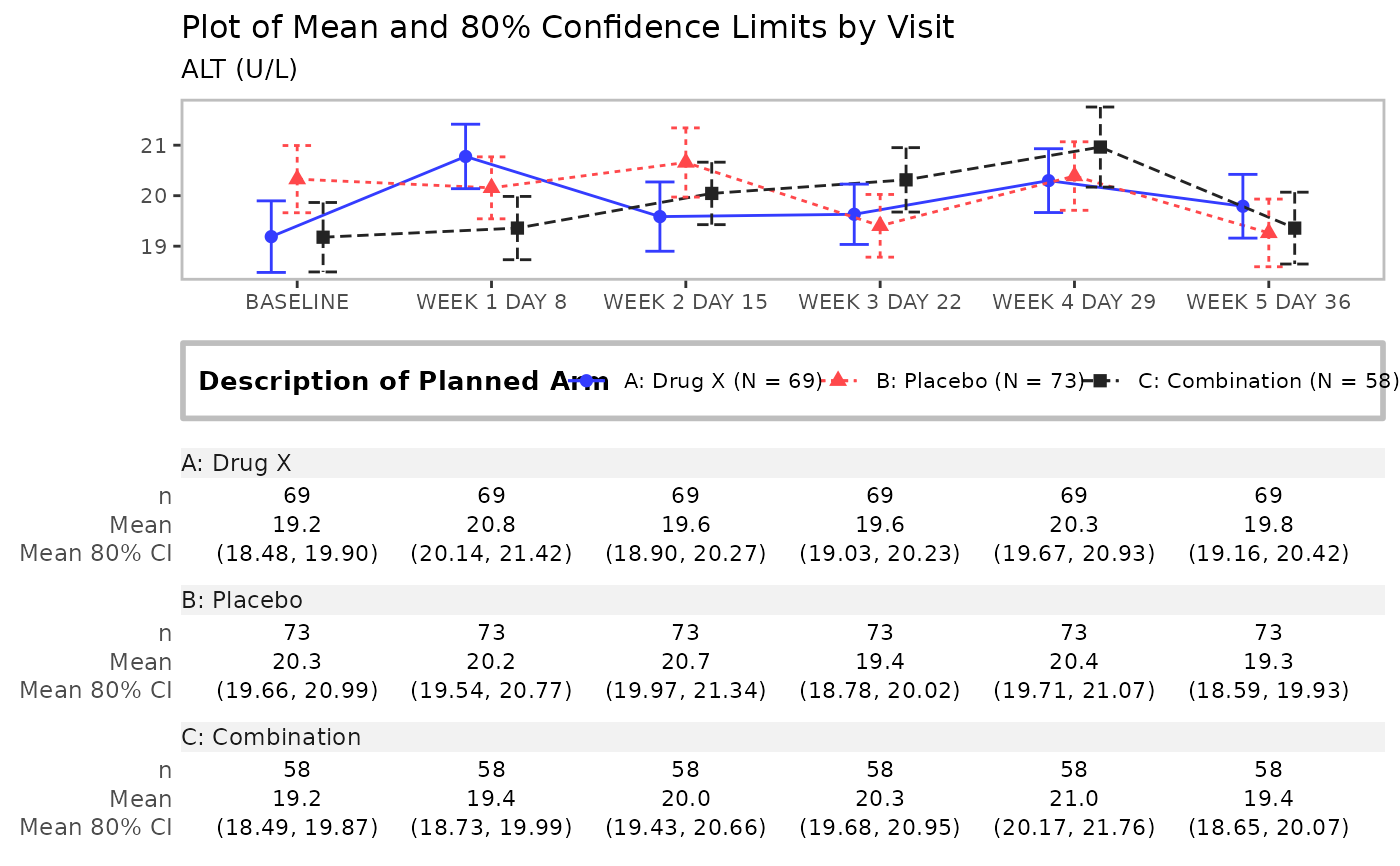 Plot of Mean and 80% Confidence Limits by Visit
ALT (U/L)
21
20
19
BASELINE WEEK 1 DAY 8 WEEK 2 DAY 15 WEEK 3 DAY 22 WEEK 4 DAY 29 WEEK 5 DAY 36
Description of Planned Arm A: Drug X (N = 69) B: Placebo (N = 73) C: Combination (N = 58)
A: Drug X
n 69 69 69 69 69 69
Mean 19.2 20.8 19.6 19.6 20.3 19.8
Mean 80% CI (18.48, 19.90) (20.14, 21.42) (18.90, 20.27) (19.03, 20.23) (19.67, 20.93) (19.16, 20.42)
B: Placebo
n 73 73 73 73 73 73
Mean 20.3 20.2 20.7 19.4 20.4 19.3
Mean 80% CI (19.66, 20.99) (19.54, 20.77) (19.97, 21.34) (18.78, 20.02) (19.71, 21.07) (18.59, 19.93)
C: Combination
n 58 58 58 58 58 58
Mean 19.2 19.4 20.0 20.3 21.0 19.4
Mean 80% CI (18.49, 19.87) (18.73, 19.99) (19.43, 20.66) (19.68, 20.95) (20.17, 21.76) (18.65, 20.07)